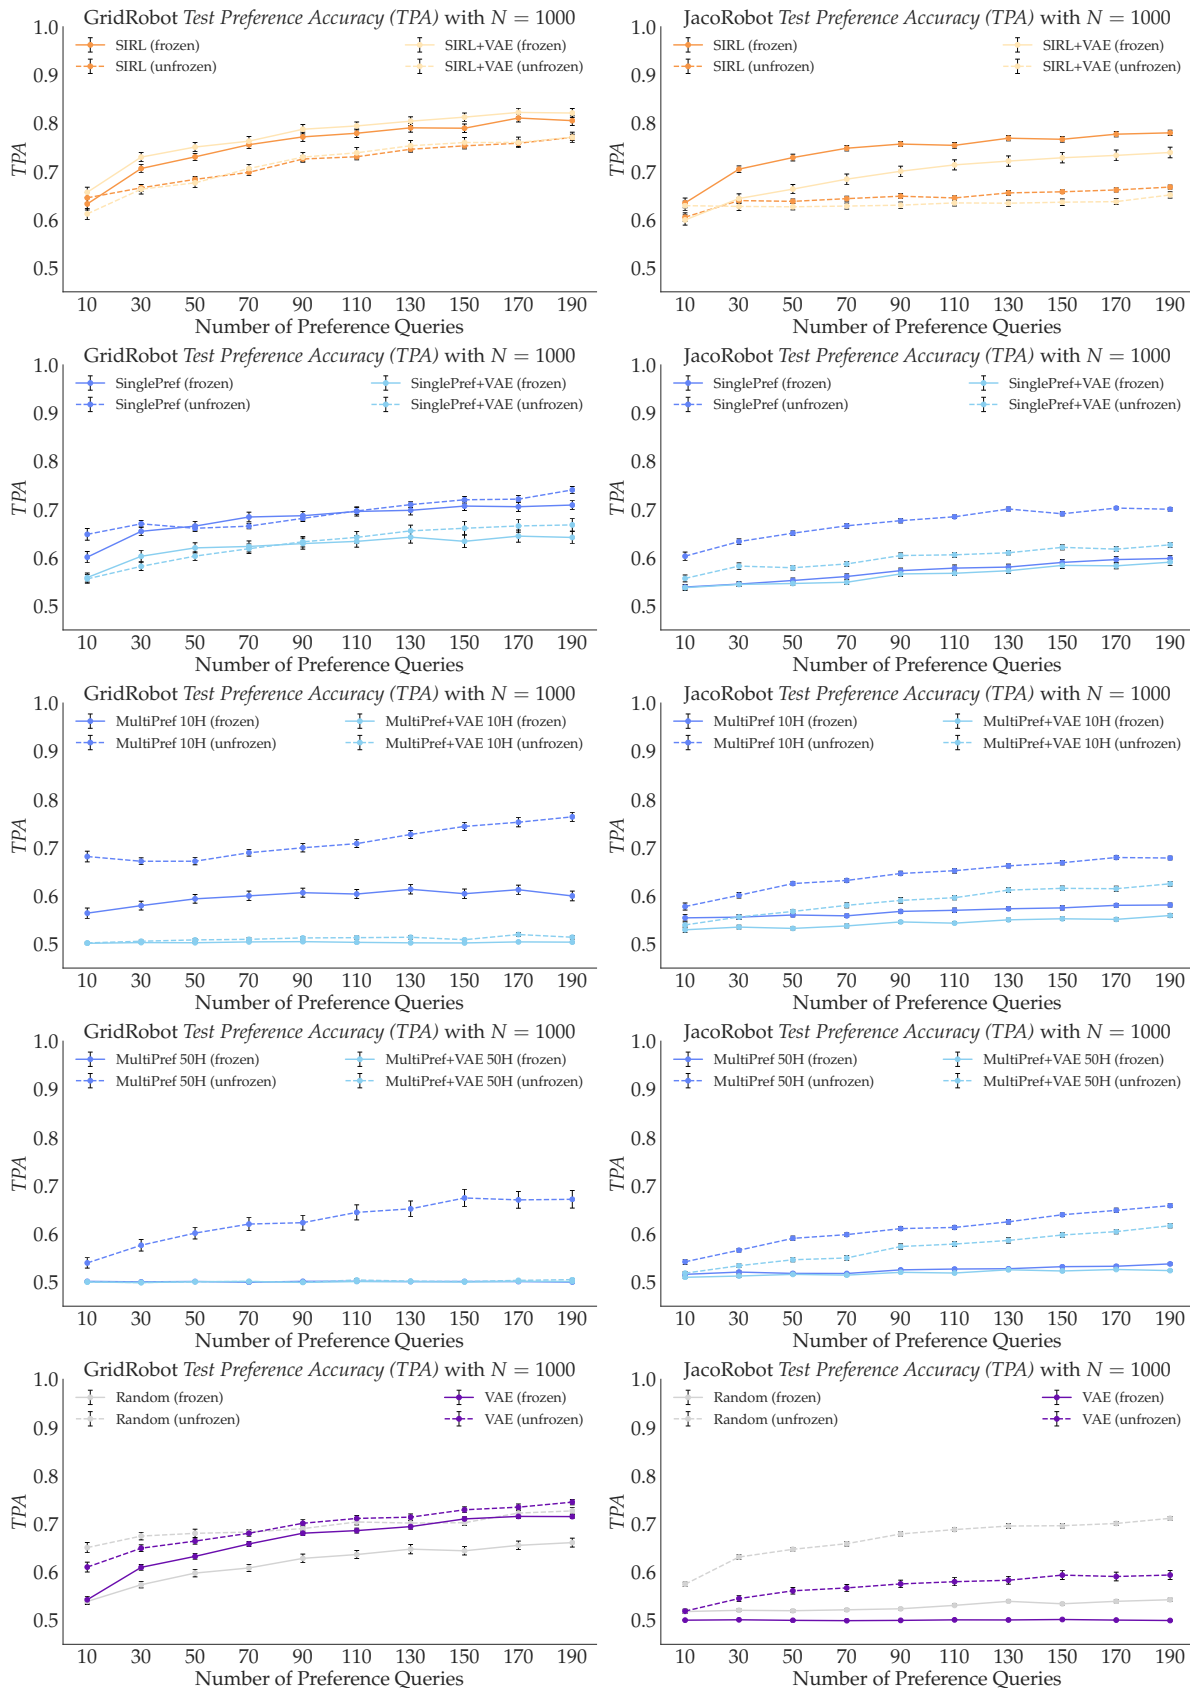 GridRobot Test Preference Accuracy (TPA) with N = 1000
SIRL (frozen)
SIRL (unfrozen)
SIRL+VAE (frozen)
SIRL+VAE (unfrozen)
TPA
1.0
0.9
0.8
0.7
0.6
0.5
10 30 50 70 90 110 130 150 170 190
Number of Preference Queries
JacoRobot Test Preference Accuracy (TPA) with N = 1000
SIRL (frozen)
SIRL (unfrozen)
SIRL+VAE (frozen)
SIRL+VAE (unfrozen)
TPA
1.0
0.9
0.8
0.7
0.6
0.5
10 30 50 70 90 110 130 150 170 190
Number of Preference Queries
GridRobot Test Preference Accuracy (TPA) with N = 1000
SinglePref (frozen)
SinglePref (unfrozen)
SinglePref+VAE (frozen)
SinglePref+VAE (unfrozen)
TPA
1.0
0.9
0.8
0.7
0.6
0.5
10 30 50 70 90 110 130 150 170 190
Number of Preference Queries
JacoRobot Test Preference Accuracy (TPA) with N = 1000
SinglePref (frozen)
SinglePref (unfrozen)
SinglePref+VAE (frozen)
SinglePref+VAE (unfrozen)
TPA
1.0
0.9
0.8
0.7
0.6
0.5
10 30 50 70 90 110 130 150 170 190
Number of Preference Queries
GridRobot Test Preference Accuracy (TPA) with N = 1000
MultiPref 10H (frozen)
MultiPref 10H (unfrozen)
MultiPref+VAE 10H (frozen)
MultiPref+VAE 10H (unfrozen)
TPA
1.0
0.9
0.8
0.7
0.6
0.5
10 30 50 70 90 110 130 150 170 190
Number of Preference Queries
JacoRobot Test Preference Accuracy (TPA) with N = 1000
MultiPref 10H (frozen)
MultiPref 10H (unfrozen)
MultiPref+VAE 10H (frozen)
MultiPref+VAE 10H (unfrozen)
TPA
1.0
0.9
0.8
0.7
0.6
0.5
10 30 50 70 90 110 130 150 170 190
Number of Preference Queries
GridRobot Test Preference Accuracy (TPA) with N = 1000
MultiPref 50H (frozen)
MultiPref 50H (unfrozen)
MultiPref+VAE 50H (frozen)
MultiPref+VAE 50H (unfrozen)
TPA
1.0
0.9
0.8
0.7
0.6
0.5
10 30 50 70 90 110 130 150 170 190
Number of Preference Queries
JacoRobot Test Preference Accuracy (TPA) with N = 1000
MultiPref 50H (frozen)
MultiPref 50H (unfrozen)
MultiPref+VAE 50H (frozen)
MultiPref+VAE 50H (unfrozen)
TPA
1.0
0.9
0.8
0.7
0.6
0.5
10 30 50 70 90 110 130 150 170 190
Number of Preference Queries
GridRobot Test Preference Accuracy (TPA) with N = 1000
Random (frozen)
Random (unfrozen)
VAE (frozen)
VAE (unfrozen)
TPA
1.0
0.9
0.8
0.7
0.6
0.5
10 30 50 70 90 110 130 150 170 190
Number of Preference Queries
JacoRobot Test Preference Accuracy (TPA) with N = 1000
Random (frozen)
Random (unfrozen)
VAE (frozen)
VAE (unfrozen)
TPA
1.0
0.9
0.8
0.7
0.6
0.5
10 30 50 70 90 110 130 150 170 190
Number of Preference Queries